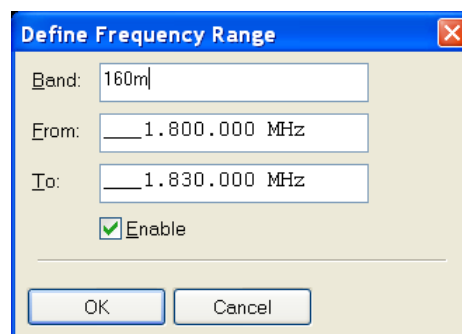 Define Frequency Range
Band: 160m
From: ___1.800.000 MHz
To: ___1.830.000 MHz
Enable
OK Cancel